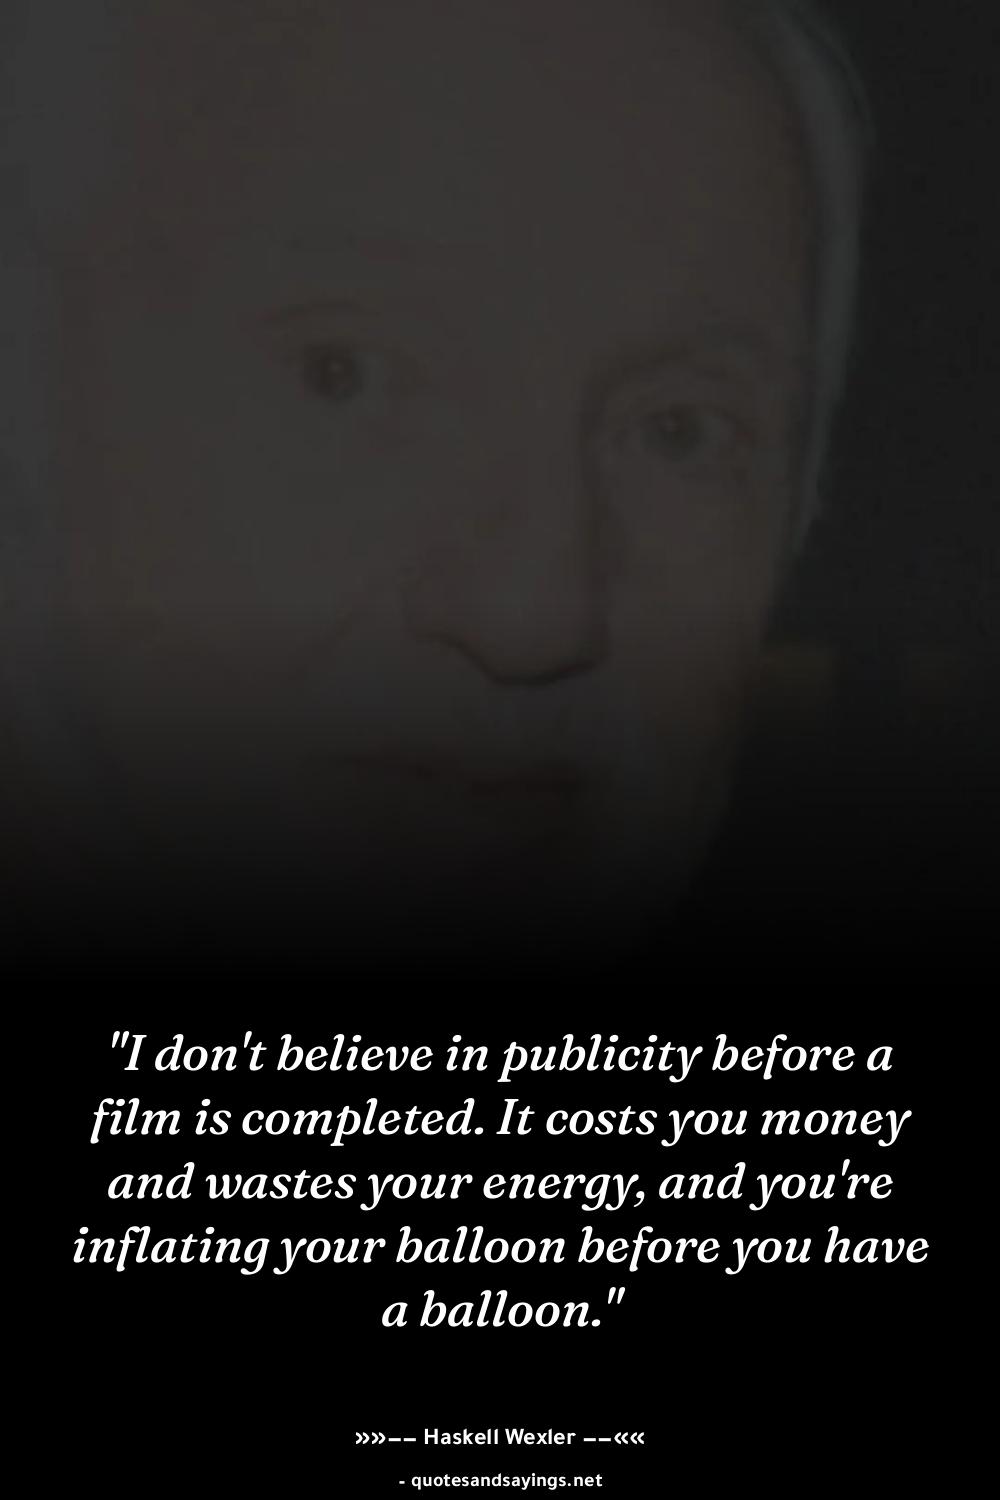 "I don't believe in publicity before a
film is completed. It costs you money
and wastes your energy, and you're
inflating your balloon before you have
a balloon."
»»−− Haskell Wexler −−««
- quotesandsayings.net